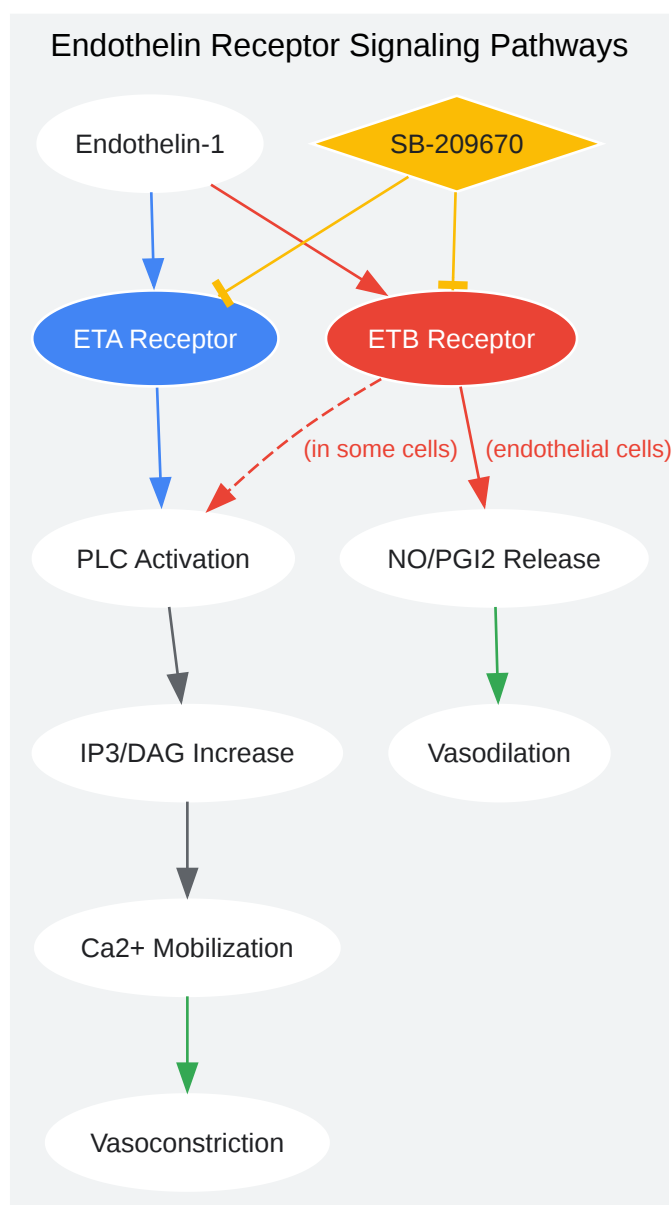 Endothelin Receptor Signaling Pathways
Endothelin-1
SB-209670
ETA Receptor
ETB Receptor
(in some cells)
(endothelial cells)
PLC Activation
NO/PGI2 Release
IP3/DAG Increase
Vasodilation
Ca2+ Mobilization
Vasoconstriction